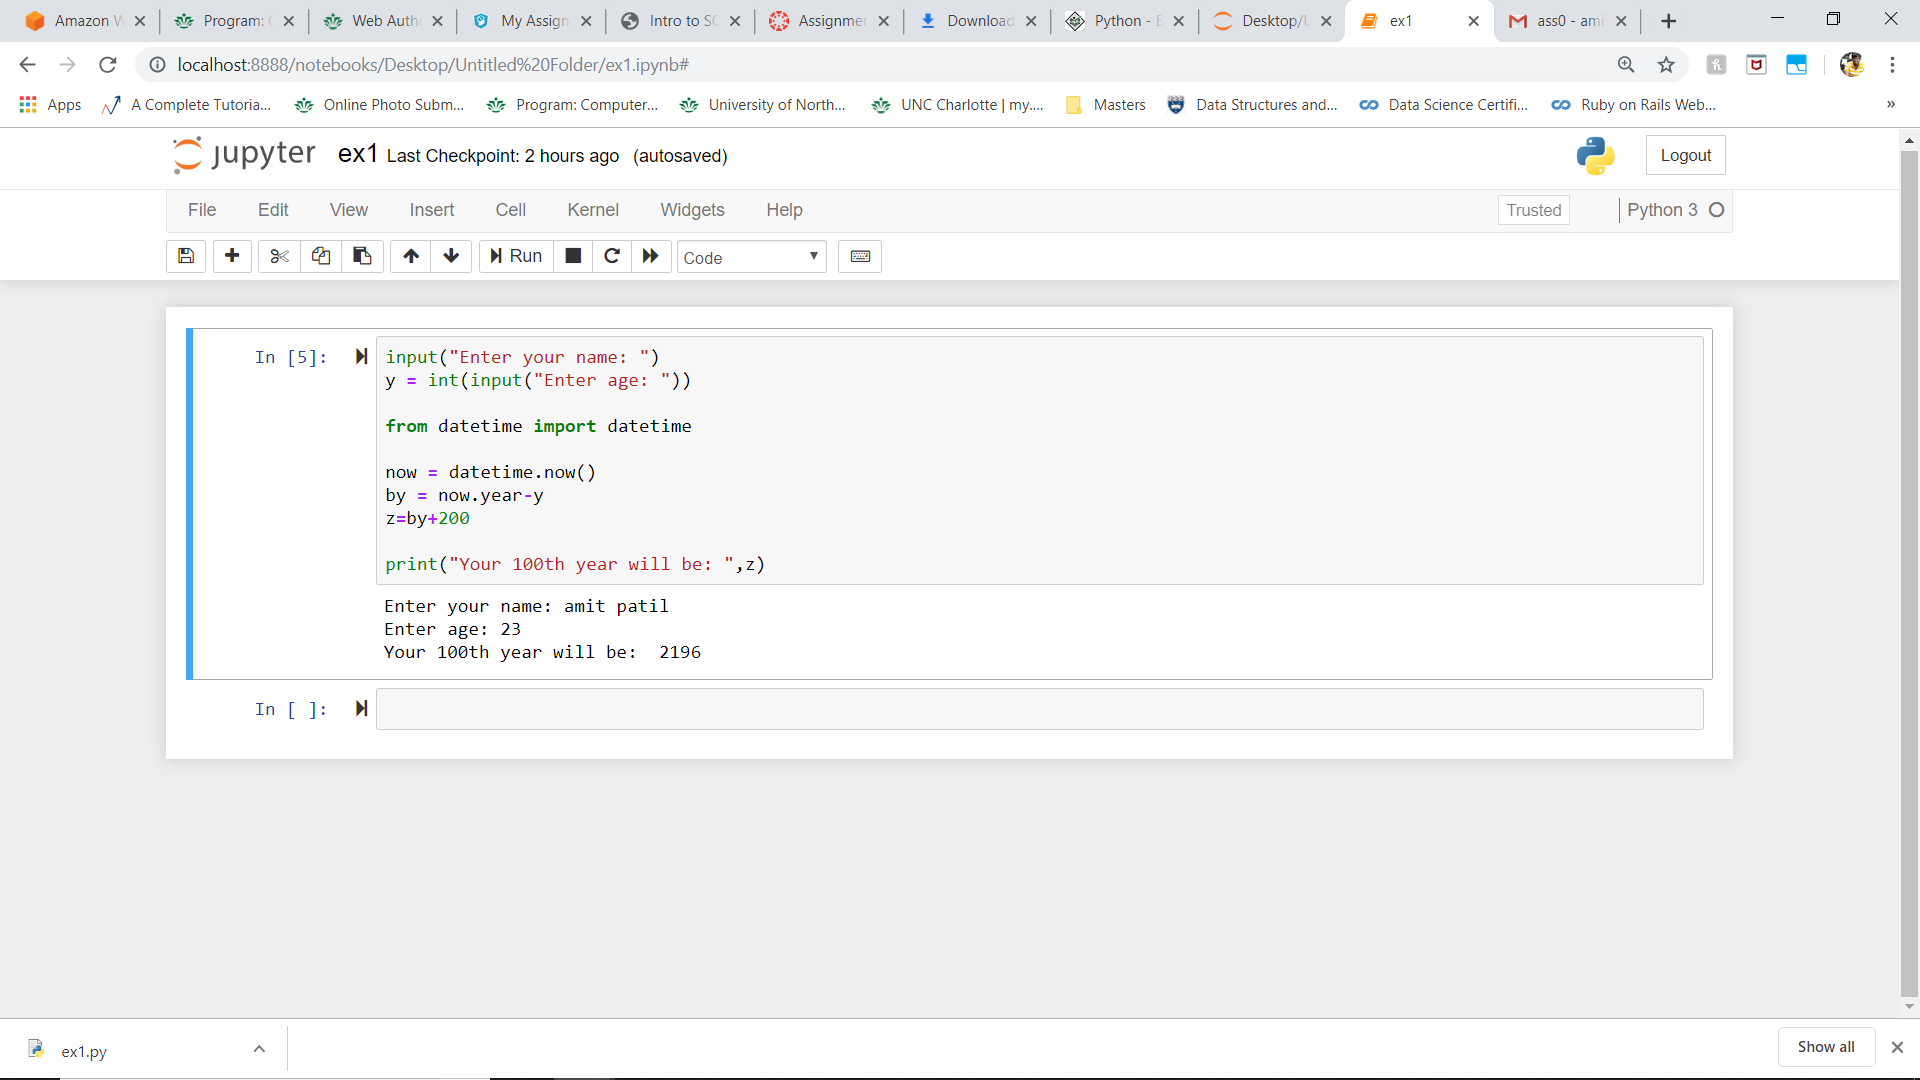 Amazon W
Program: C
Web Auth
My Assign
Intro to SC
Assignmen
Download
Python - E
Desktop/U
ex1
ass0 - ami
localhost:8888/notebooks/Desktop/Untitled%20Folder/ex1.ipynb#
Apps
A Complete Tutoria...
Online Photo Subm...
Program: Computer...
University of North...
UNC Charlotte | my....
Masters
Data Structures and...
Data Science Certifi...
Ruby on Rails Web...
»
jupyter ex1 Last Checkpoint: 2 hours ago (autosaved)
Logout
File Edit View Insert Cell Kernel Widgets Help
Trusted
Python 3
Run
Code
In [5]:
input("Enter your name: ")
y = int(input("Enter age: "))
from datetime import datetime
now = datetime.now()
by = now.year-y
z=by+200
print("Your 100th year will be: ",z)
Enter your name: amit patil
Enter age: 23
Your 100th year will be:  2196
In [ ]:
ex1.py
Show all